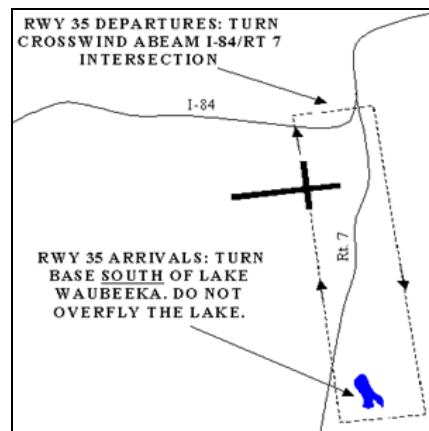 RWY 35 DEPARTURES: TURN
CROSSWIND ABEAM I-84/RT 7
INTERSECTION
I-84
Rt. 7
RWY 35 ARRIVALS: TURN
BASE SOUTH OF LAKE
WAUBEEKA. DO NOT
OVERFLY THE LAKE.